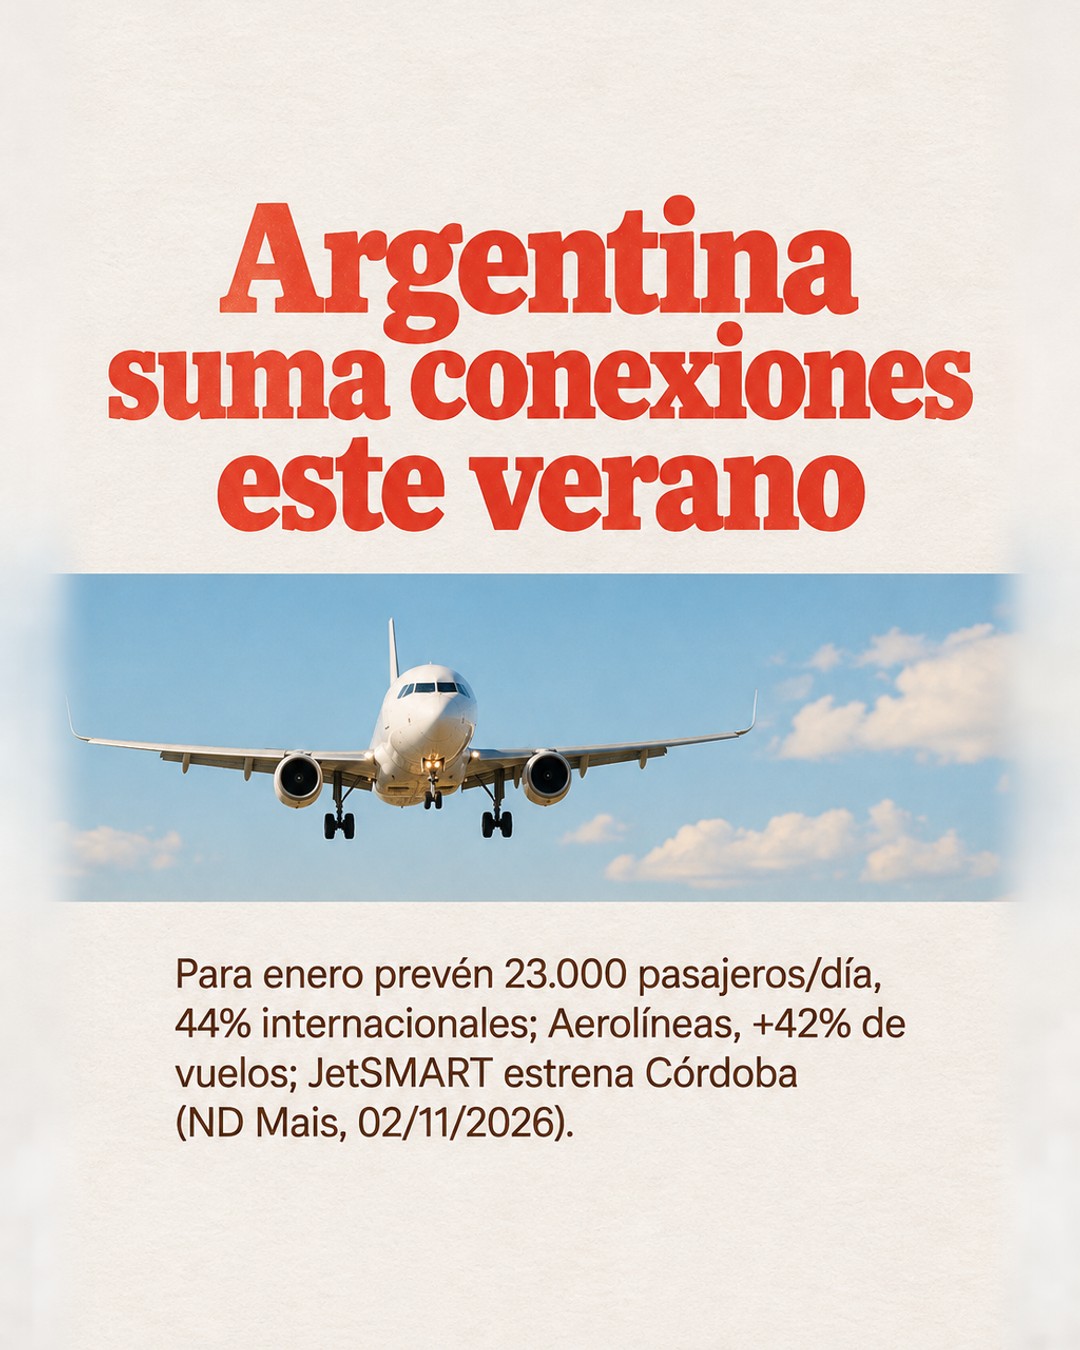 Argentina
suma conexiones
este verano
Para enero prevén 23.000 pasajeros/día,
44% internacionales; Aerolíneas, +42% de
vuelos; JetSMART estrena Córdoba
(ND Mais, 02/11/2026).